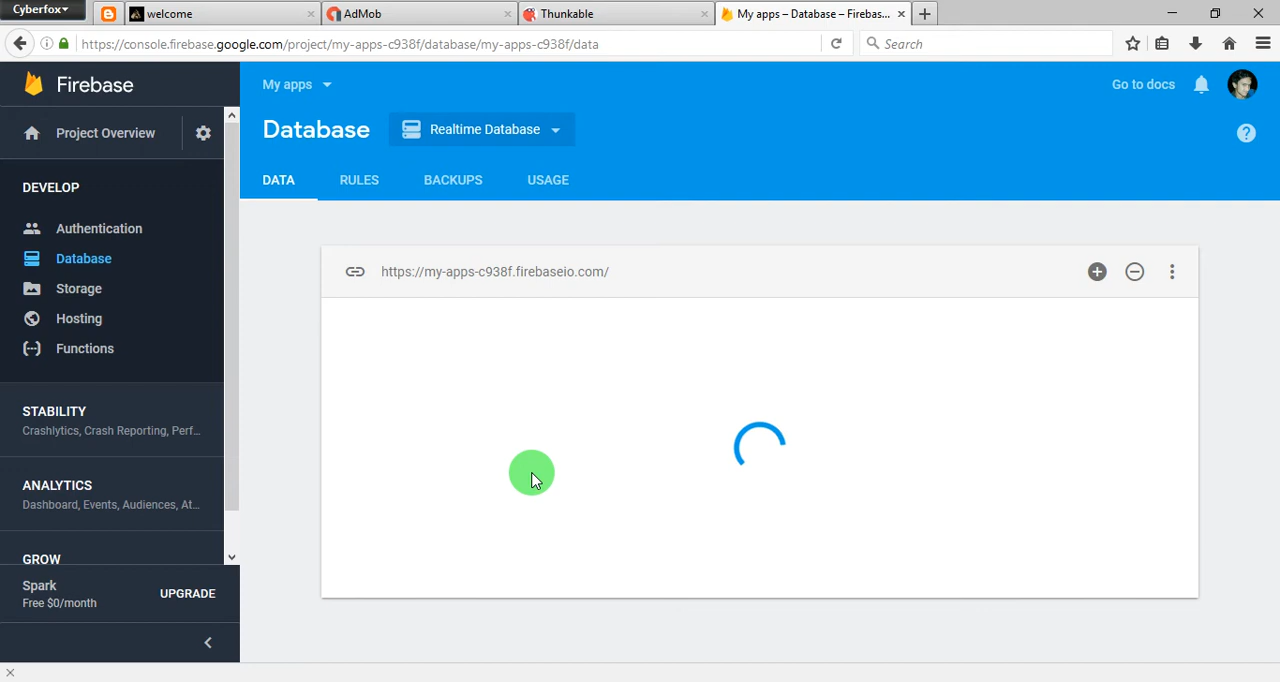 Cyberfox
welcome
AdMob
Thunkable
My apps – Database – Firebas...
https://console.firebase.google.com/project/my-apps-c938f/database/my-apps-c938f/data
Search
Firebase
My apps
Go to docs
Project Overview
Database
Realtime Database
DATA
RULES
BACKUPS
USAGE
DEVELOP
Authentication
Database
Storage
Hosting
Functions
https://my-apps-c938f.firebaseio.com/
STABILITY
Crashlytics, Crash Reporting, Perf...
ANALYTICS
Dashboard, Events, Audiences, At...
GROW
Spark
Free $0/month
UPGRADE